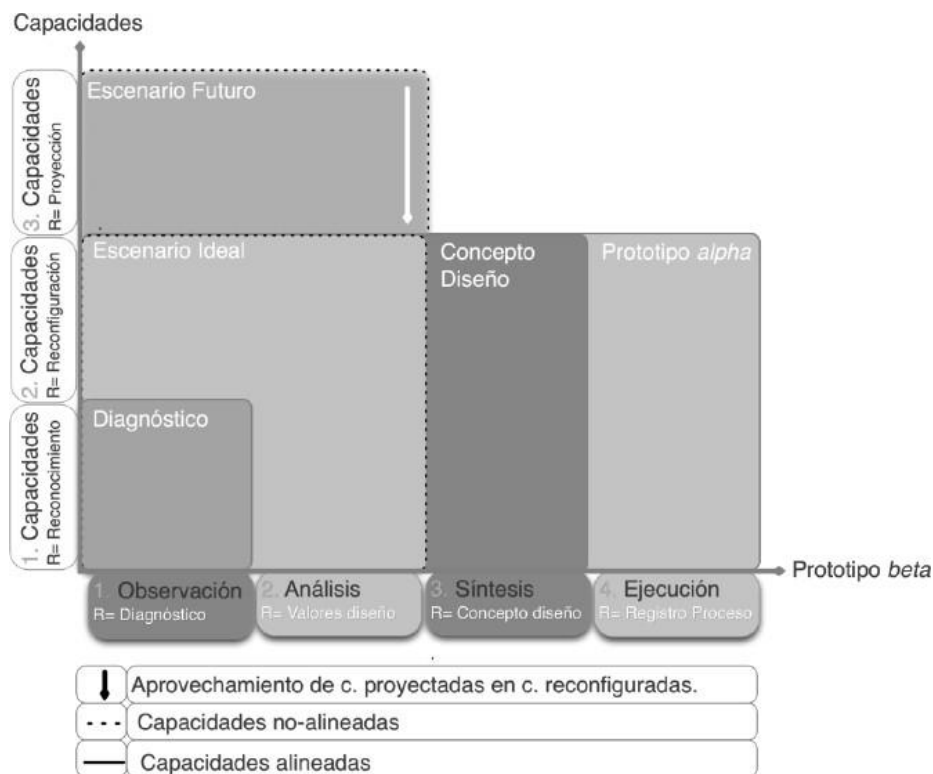 Capacidades
3. Capacidades
R= Proyección
2. Capacidades
R= Reconfiguración
1. Capacidades
R= Reconocimiento
Escenario Futuro
Escenario Ideal
Diagnóstico
Concepto
Diseño
Prototipo alpha
Prototipo beta
1. Observación
R= Diagnóstico
2. Análisis
R= Valores diseño
3. Síntesis
R= Concepto diseño
4. Ejecución
R= Registro Proceso
Aprovechamiento de c. proyectadas en c. reconfiguradas.
Capacidades no-alineadas
Capacidades alineadas